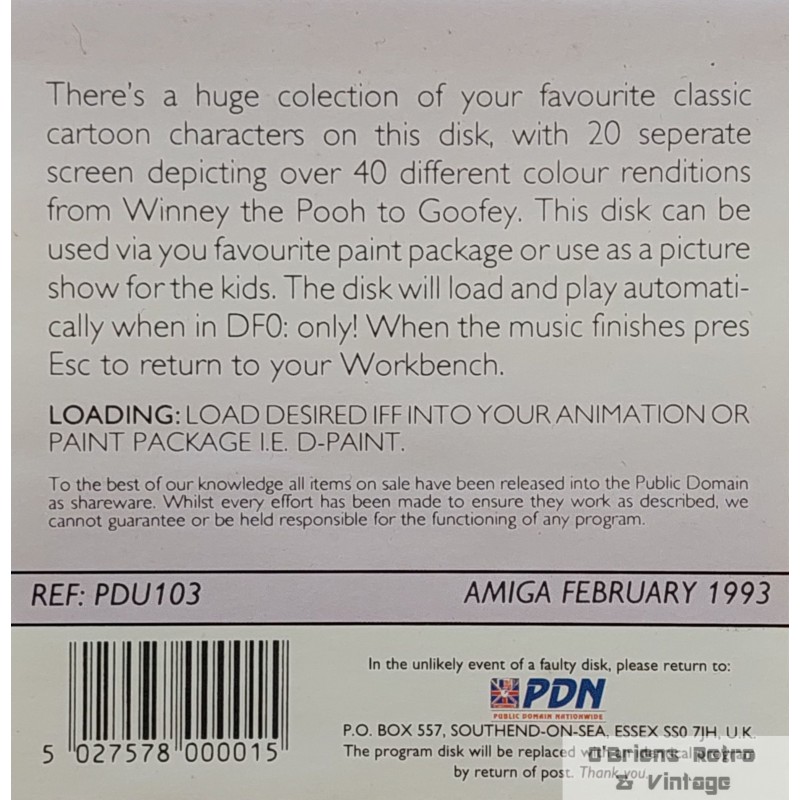 There's a huge colection of your favourite classic
cartoon characters on this disk, with 20 seperate
screen depicting over 40 different colour renditions
from Winney the Pooh to Goofey. This disk can be
used via you favourite paint package or use as a picture
show for the kids. The disk will load and play automati-
cally when in DF0: only! When the music finishes pres
Esc to return to your Workbench.
LOADING: LOAD DESIRED IFF INTO YOUR ANIMATION OR
PAINT PACKAGE I.E. D-PAINT.
To the best of our knowledge all items on sale have been released into the Public Domain
as shareware. Whilst every effort has been made to ensure they work as described, we
cannot guarantee or be held responsible for the functioning of any program.
REF: PDU103
AMIGA FEBRUARY 1993
5 027578 000015
In the unlikely event of a faulty disk, please return to:
PDN
PUBLIC DOMAIN NATIONWIDE
P.O. BOX 557, SOUTHEND-ON-SEA, ESSEX SS0 7JH, U.K.
The program disk will be replaced with an identical program
by return of post. Thank you.
O'Briens Retro
& Vintage